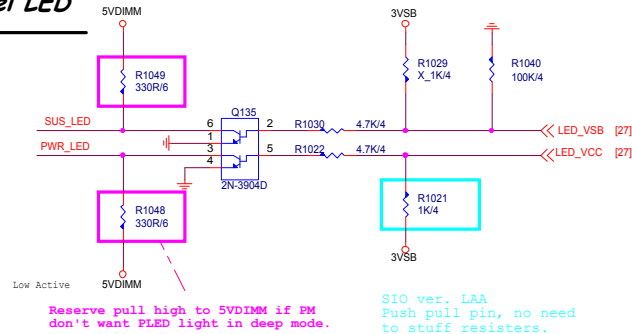 el LED
5VDIMM
3VSB
R1049
330R/6
R1029
X_1K/4
R1040
100K/4
Q135
SUS_LED
6
2
R1030
4.7K/4
LED_VSB [27]
1
PWR_LED
3
5
R1022
4.7K/4
LED_VCC [27]
4
2N-3904D
R1048
330R/6
R1021
1K/4
3VSB
Low Active
5VDIMM
Reserve pull high to 5VDIMM if PM
don't want PLED light in deep mode.
SIO ver. LAA
Push pull pin, no need
to stuff resisters.